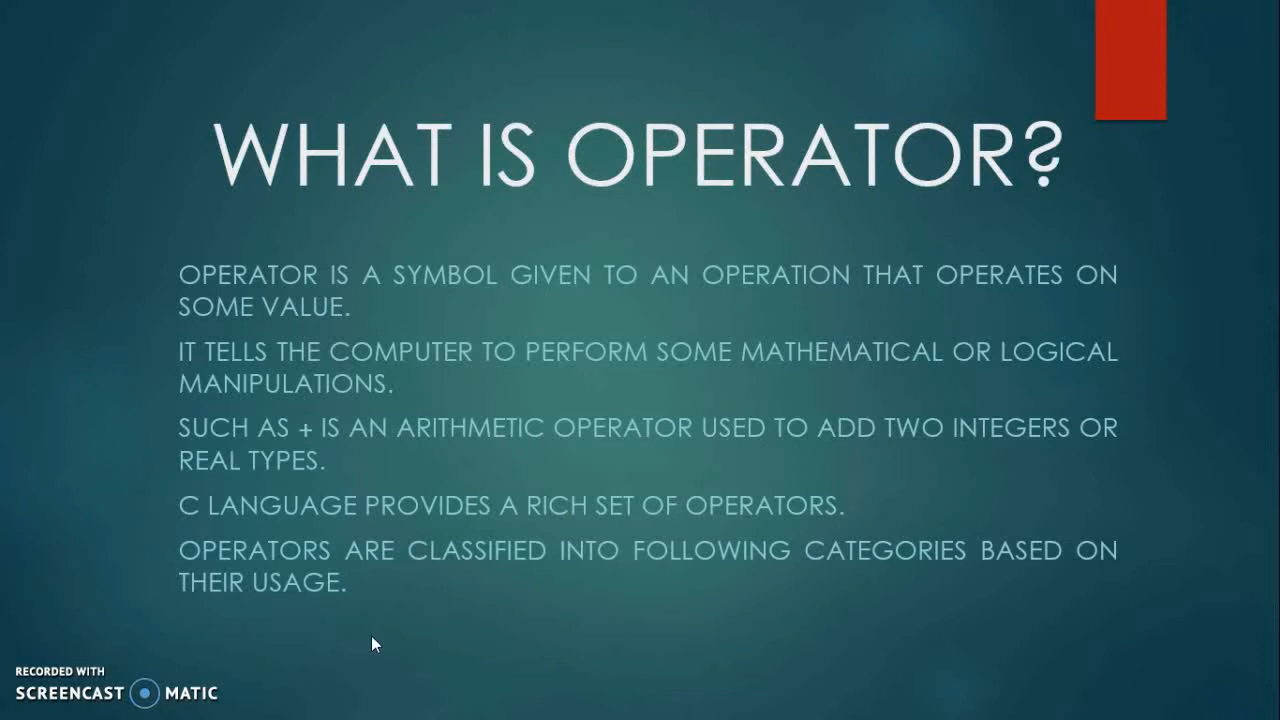 WHAT IS OPERATOR?
OPERATOR IS A SYMBOL GIVEN TO AN OPERATION THAT OPERATES ON
SOME VALUE.
IT TELLS THE COMPUTER TO PERFORM SOME MATHEMATICAL OR LOGICAL
MANIPULATIONS.
SUCH AS + IS AN ARITHMETIC OPERATOR USED TO ADD TWO INTEGERS OR
REAL TYPES.
C LANGUAGE PROVIDES A RICH SET OF OPERATORS.
OPERATORS ARE CLASSIFIED INTO FOLLOWING CATEGORIES BASED ON
THEIR USAGE.
RECORDED WITH
SCREENCAST MATIC